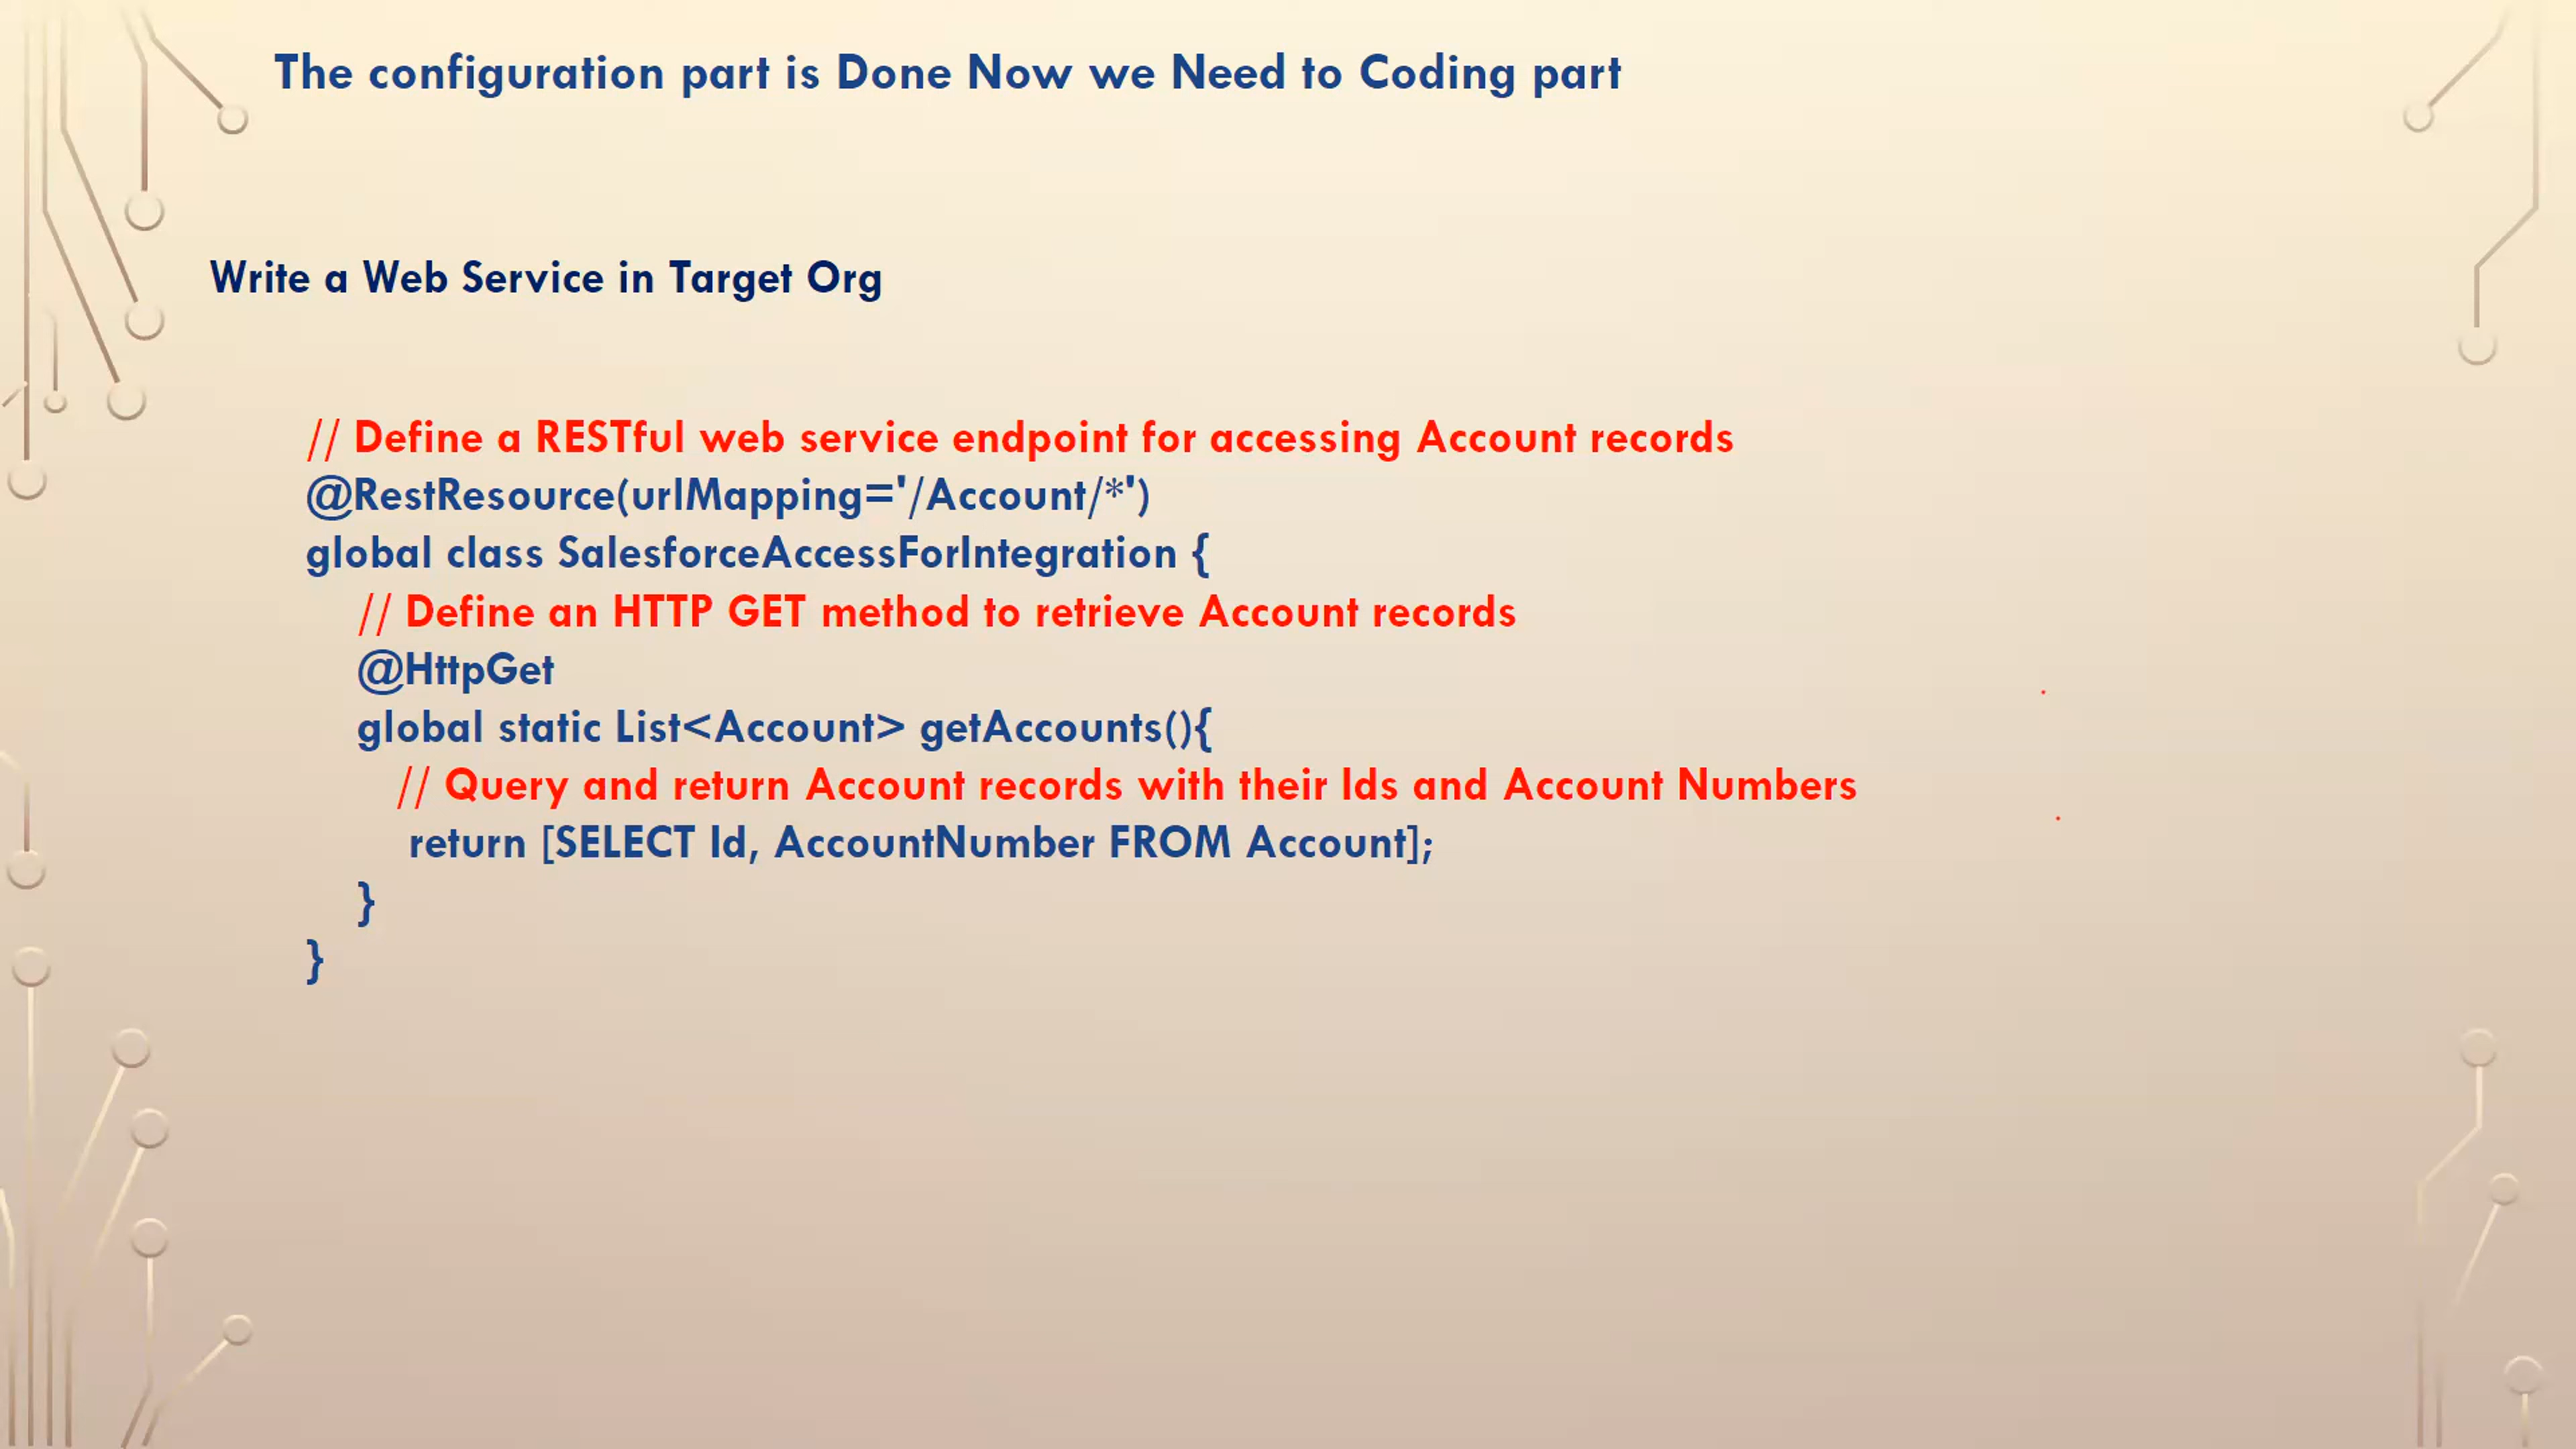 The configuration part is Done Now we Need to Coding part
Write a Web Service in Target Org
// Define a RESTful web service endpoint for accessing Account records
@RestResource(urlMapping='/Account/*')
global class SalesforceAccessForIntegration {
// Define an HTTP GET method to retrieve Account records
@HttpGet
global static List<Account> getAccounts(){
// Query and return Account records with their Ids and Account Numbers
return [SELECT Id, AccountNumber FROM Account];
}
}